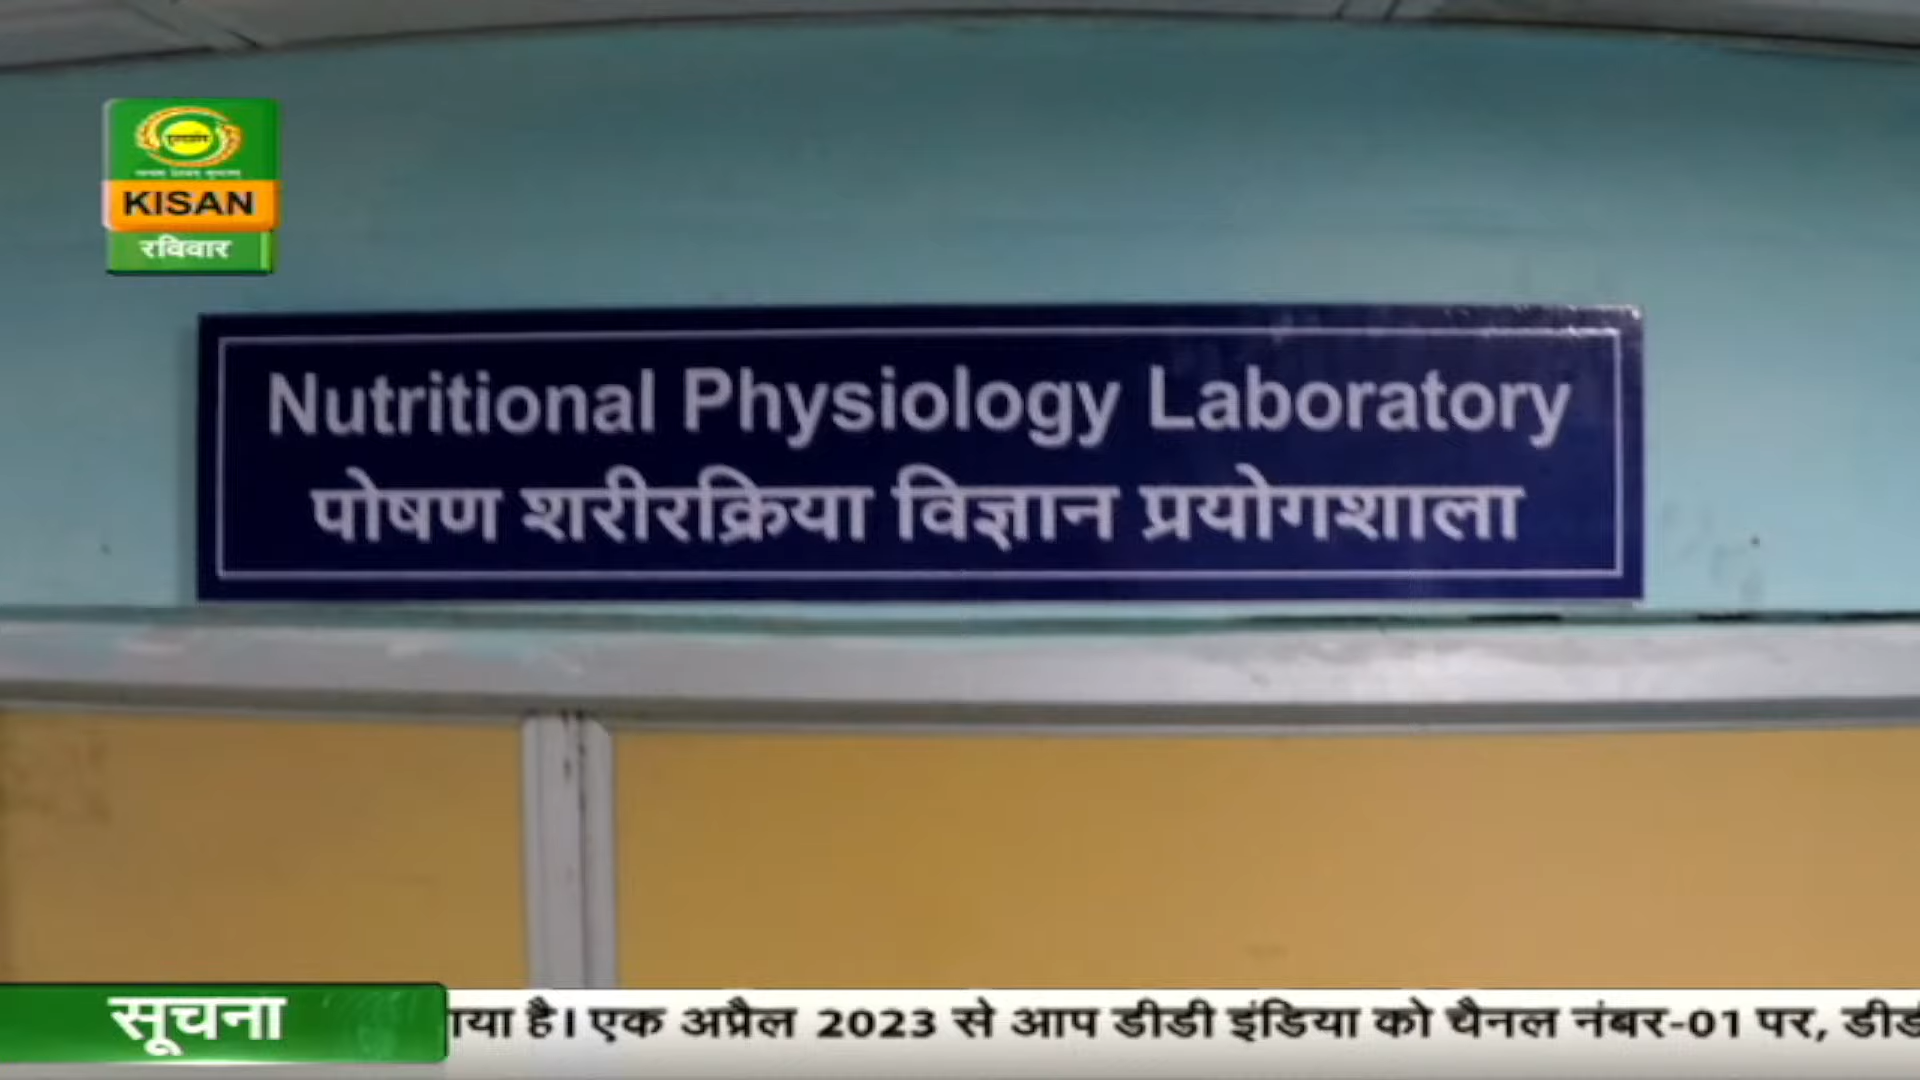 KISAN
रविवार
Nutritional Physiology Laboratory
पोषण शरीरक्रिया विज्ञान प्रयोगशाला
सूचना
है। एक अप्रैल 2023 से आप डीडी इंडिया को चैनल नंबर-01 पर,